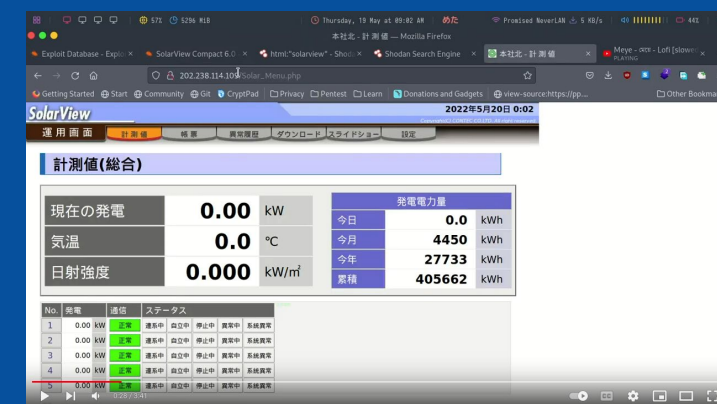 57% 5296 MiB Thursday, 19 May at 09:02 AM めた Promised NeverLAN 5 KB/s 44%
本社北 - 計測値 — Mozilla Firefox
Exploit Database - Explo × SolarView Compact 6.0 × html:"solarview" - Shoda × Shodan Search Engine × 本社北 - 計測値 × Lofi [slowe ×
PLAYING
202.238.114.109/Solar_Menu.php
Getting Started Start Community Git CryptPad Privacy Pentest Learn Donations and Gadgets view-source:https://pp... Other Bookma
SolarView 2022年5月20日 0:02
運用画面 計測値 帳票 異常履歴 ダウンロード スライドショー 設定
計測値(総合)
現在の発電 0.00 kW
気温 0.0 ℃
日射強度 0.000 kW/㎡
発電電力量
今日 0.0 kWh
今月 4450 kWh
今年 27733 kWh
累積 405662 kWh
No. 発電 通信 ステータス
1 0.00 kW 正常 連系中 自立中 停止中 異常中 系統異常
2 0.00 kW 正常 連系中 自立中 停止中 異常中 系統異常
3 0.00 kW 正常 連系中 自立中 停止中 異常中 系統異常
4 0.00 kW 正常 連系中 自立中 停止中 異常中 系統異常
5 0.00 kW 正常 連系中 自立中 停止中 異常中 系統異常
0:28 / 3:41